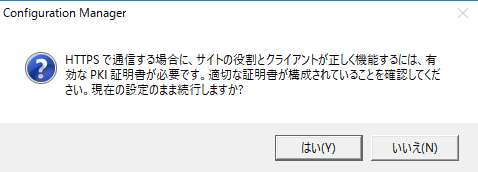 Configuration Manager
HTTPS で通信する場合に、サイトの役割とクライアントが正しく機能するには、有
効な PKI 証明書が必要です。適切な証明書が構成されていることを確認してくだ
さい。現在の設定のまま続行しますか?
はい(Y)
いいえ(N)